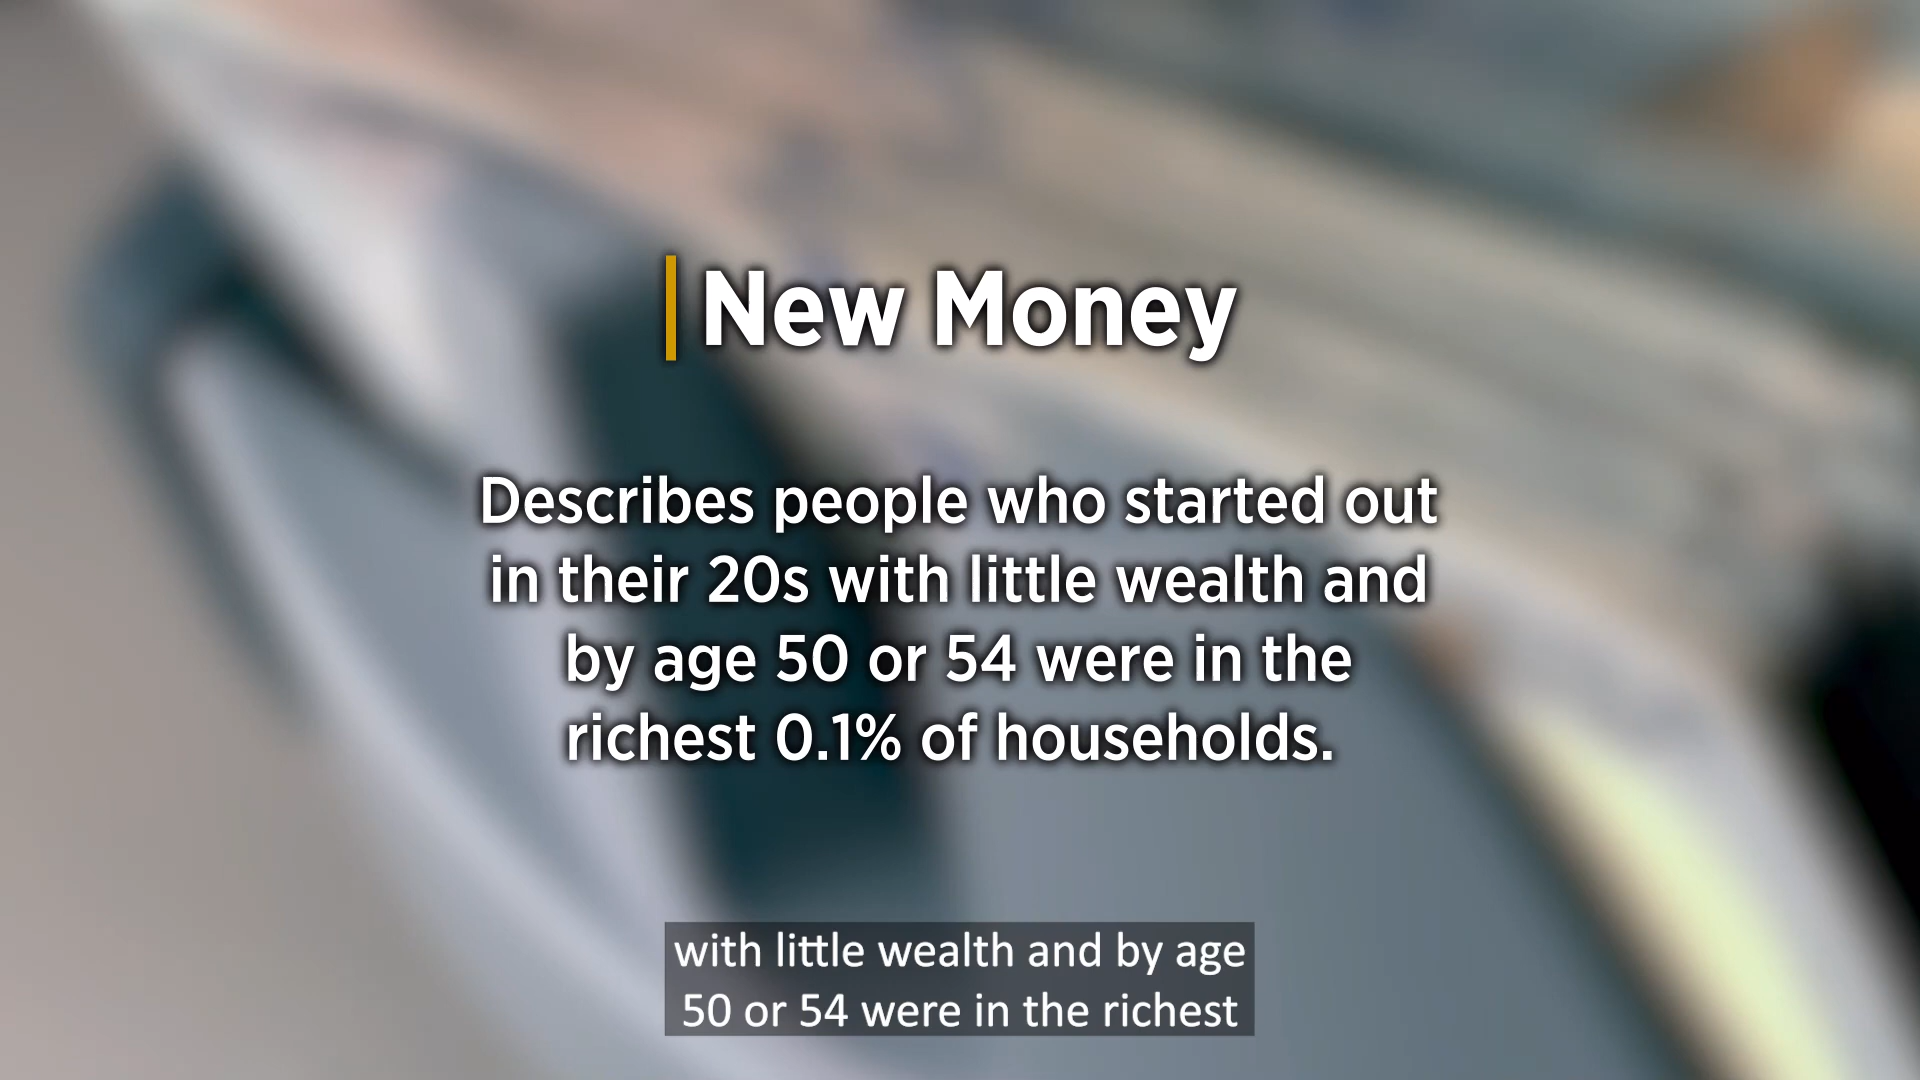 New Money
Describes people who started out
in their 20s with little wealth and
by age 50 or 54 were in the
richest 0.1% of households.
with little wealth and by age
50 or 54 were in the richest